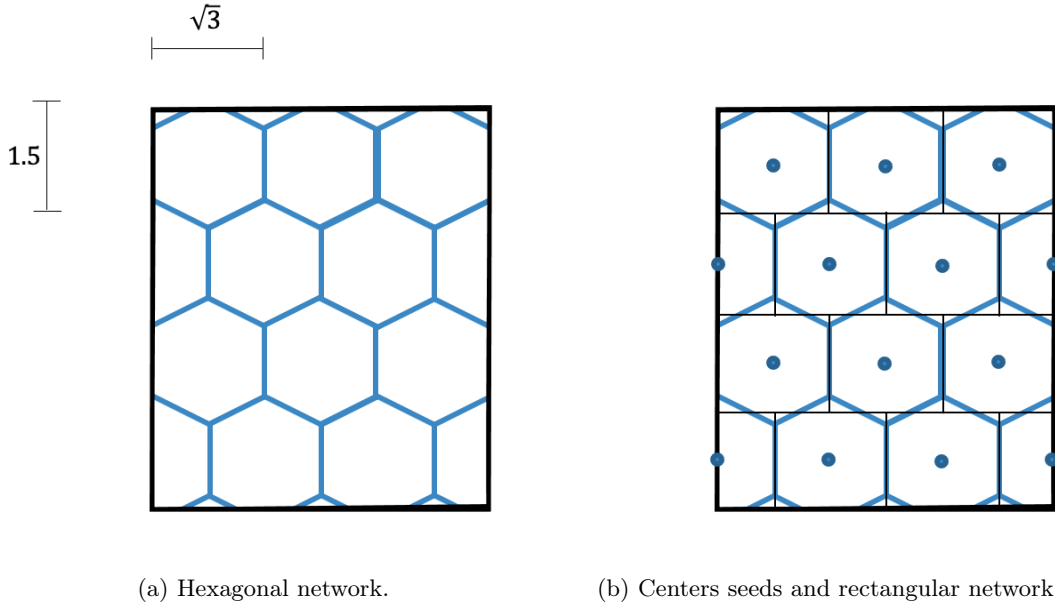 √3
1.5
(a) Hexagonal network.
(b) Centers seeds and rectangular network